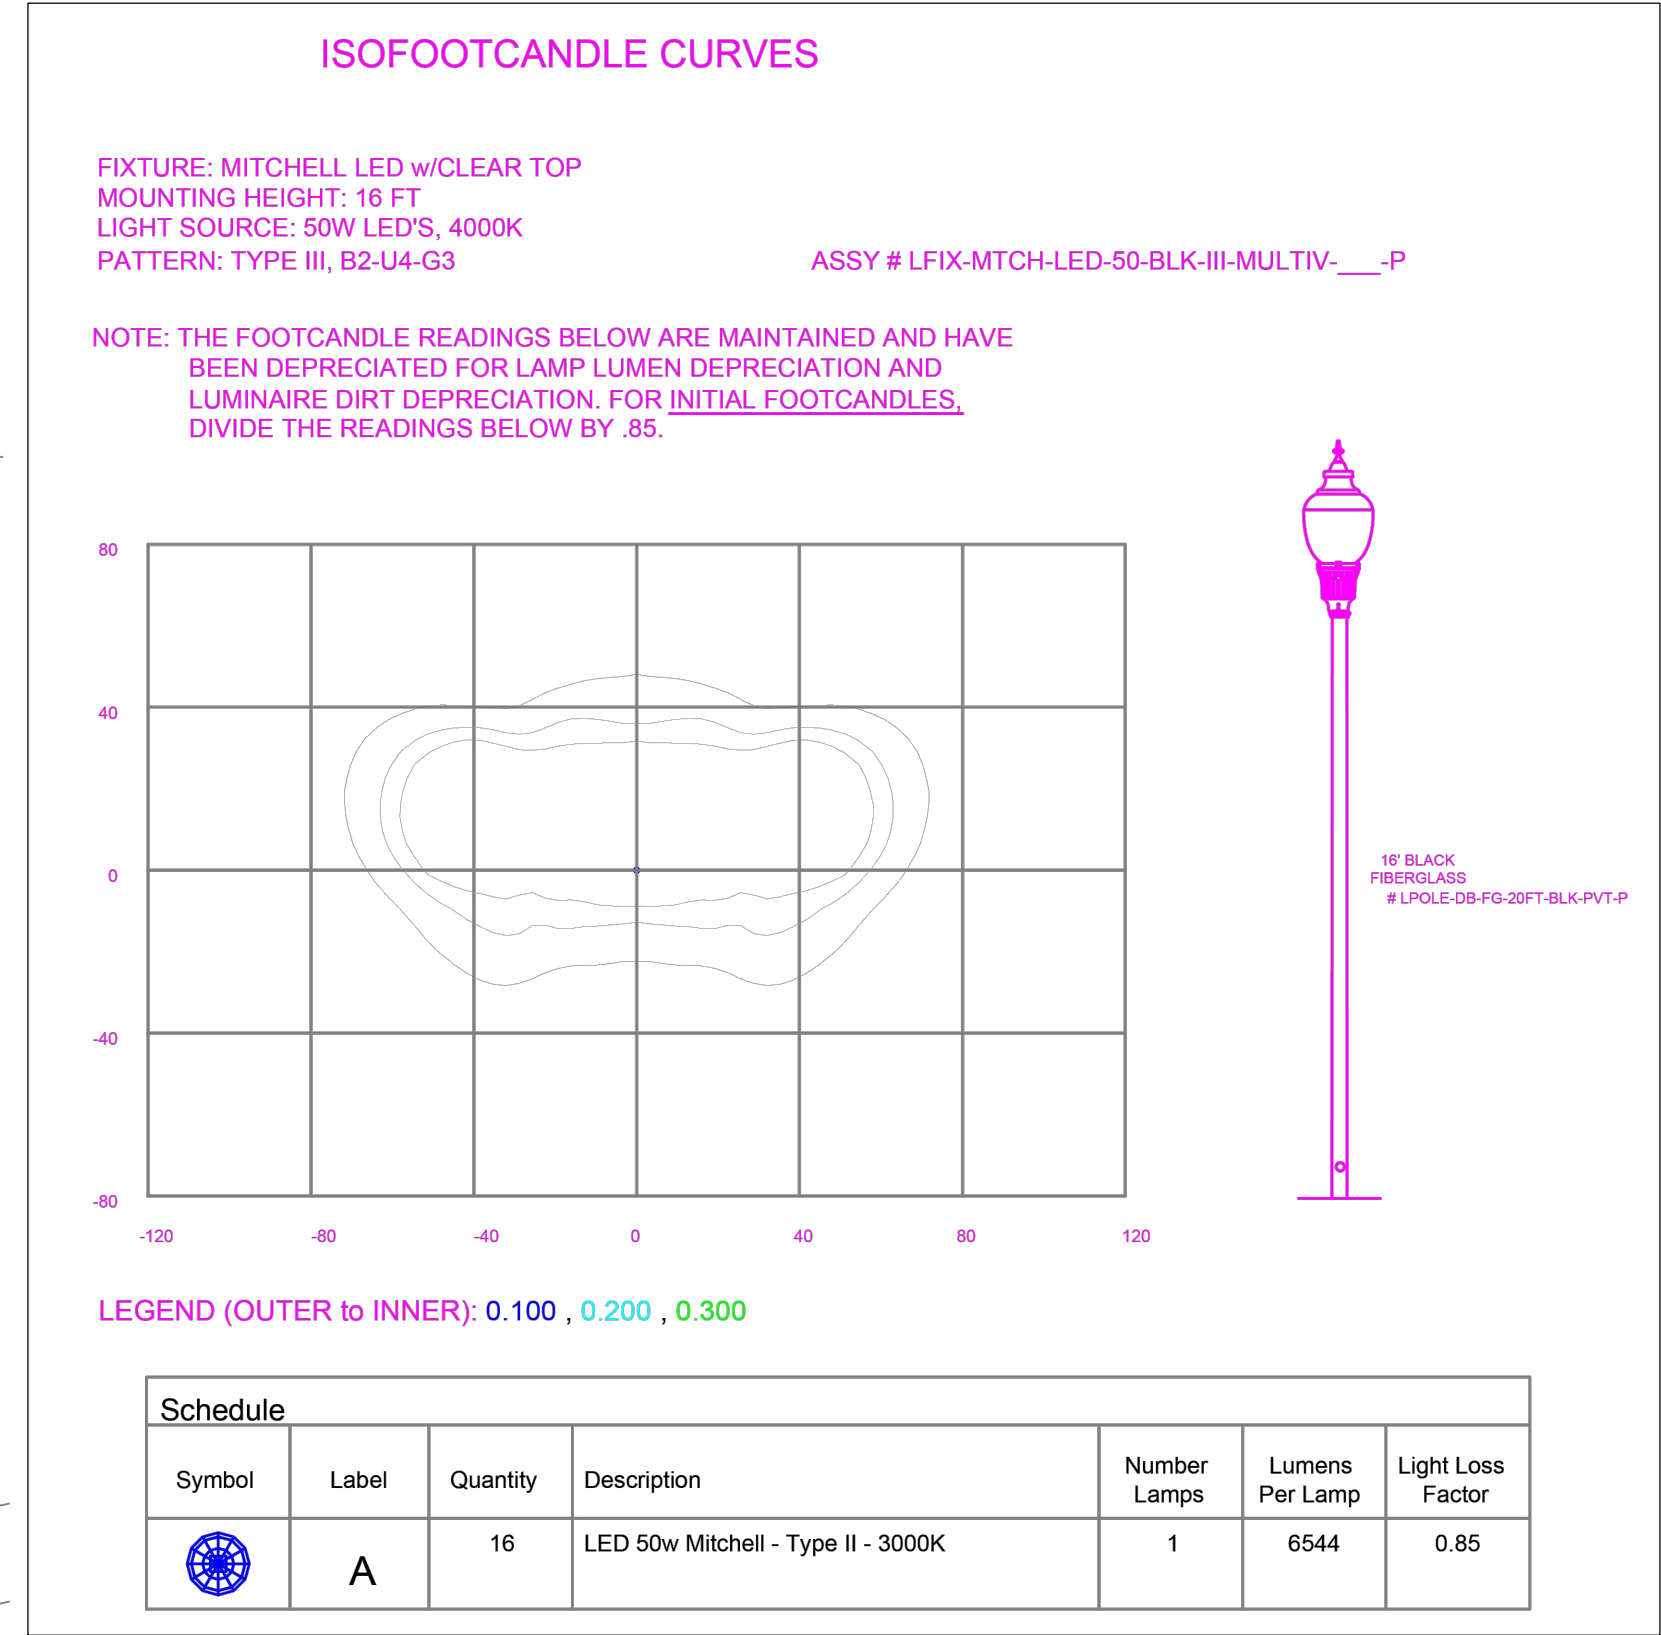 ISOFOOTCANDLE CURVES
FIXTURE: MITCHELL LED w/CLEAR TOP
MOUNTING HEIGHT: 16 FT
LIGHT SOURCE: 50W LED'S, 4000K
PATTERN: TYPE III, B2-U4-G3
ASSY # LFIX-MTCH-LED-50-BLK-III-MULTIV-___-P
NOTE: THE FOOTCANDLE READINGS BELOW ARE MAINTAINED AND HAVE
BEEN DEPRECIATED FOR LAMP LUMEN DEPRECIATION AND
LUMINAIRE DIRT DEPRECIATION. FOR INITIAL FOOTCANDLES,
DIVIDE THE READINGS BELOW BY .85.
80
40
0
-40
-80
-120 -80 -40 0 40 80 120
16' BLACK
FIBERGLASS
# LPOLE-DB-FG-20FT-BLK-PVT-P
LEGEND (OUTER to INNER): 0.100 , 0.200 , 0.300
Schedule
Symbol Label Quantity Description Number Lamps Lumens Per Lamp Light Loss Factor
A 16 LED 50w Mitchell - Type II - 3000K 1 6544 0.85